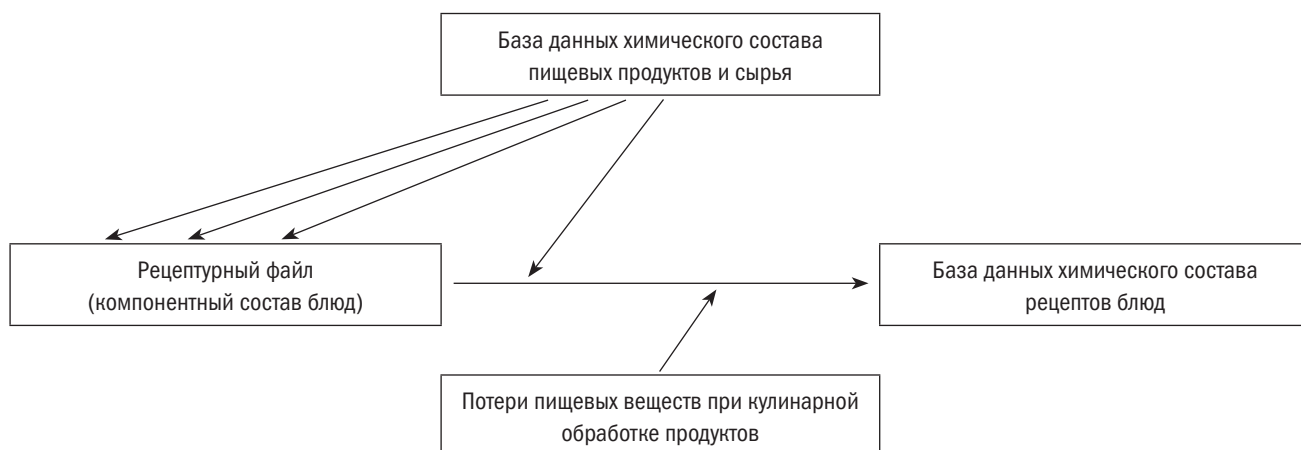 База данных химического состава
пищевых продуктов и сырья
Рецептурный файл
(компонентный состав блюд)
База данных химического состава
рецептов блюд
Потери пищевых веществ при кулинарной
обработке продуктов